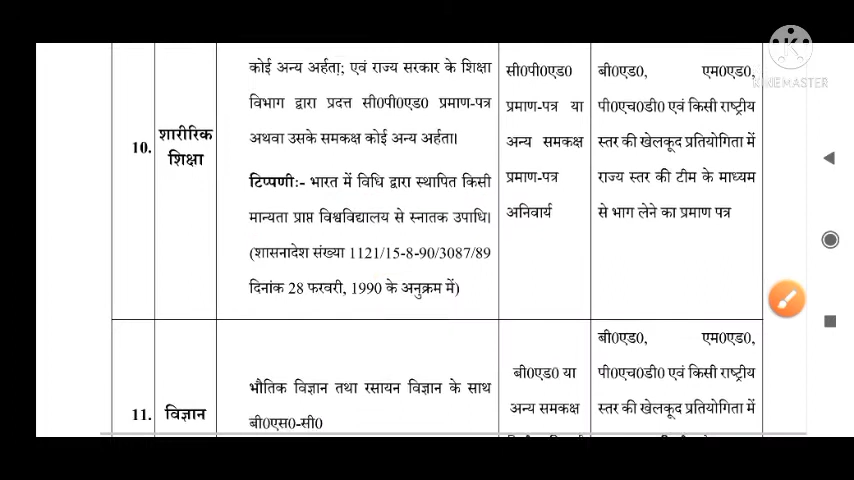 KINEMASTER
कोई अन्य अर्हता; एवं राज्य सरकार के शिक्षा
विभाग द्वारा प्रदत्त सी0पी0एड0 प्रमाण-पत्र
अथवा उसके समकक्ष कोई अन्य अर्हता।
10.
शारीरिक
शिक्षा
टिप्पणीः- भारत में विधि द्वारा स्थापित किसी
मान्यता प्राप्त विश्वविद्यालय से स्नातक उपाधि।
(शासनादेश संख्या 1121/15-8-90/3087/89
दिनांक 28 फरवरी, 1990 के अनुक्रम में)
सी0पी0एड0
प्रमाण-पत्र या
अन्य समकक्ष
प्रमाण-पत्र
अनिवार्य
बी0एड0, एम0एड0,
पी0एच0डी0 एवं किसी राष्ट्रीय
स्तर की खेलकूद प्रतियोगिता में
राज्य स्तर की टीम के माध्यम
से भाग लेने का प्रमाण पत्र
11.
विज्ञान
भौतिक विज्ञान तथा रसायन विज्ञान के साथ
बी0एस0-सी0
बी0एड0 या
अन्य समकक्ष
बी0एड0, एम0एड0,
पी0एच0डी0 एवं किसी राष्ट्रीय
स्तर की खेलकूद प्रतियोगिता में